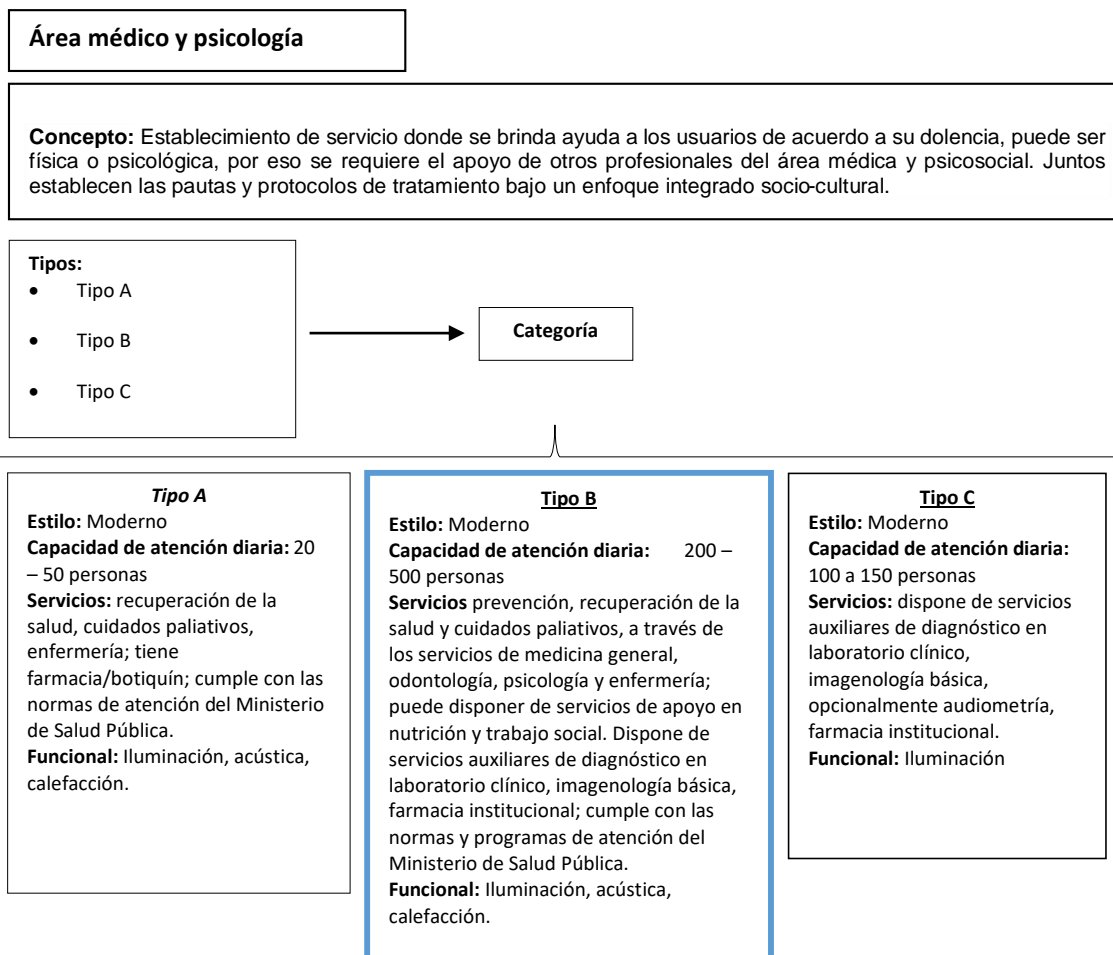 Área médico y psicología
Concepto: Establecimiento de servicio donde se brinda ayuda a los usuarios de acuerdo a su dolencia, puede ser
física o psicológica, por eso se requiere el apoyo de otros profesionales del área médica y psicosocial. Juntos
establecen las pautas y protocolos de tratamiento bajo un enfoque integrado socio-cultural.
Tipos:
• Tipo A
• Tipo B
• Tipo C
Categoría
Tipo A
Estilo: Moderno
Capacidad de atención diaria: 20
– 50 personas
Servicios: recuperación de la
salud, cuidados paliativos,
enfermería; tiene
farmacia/botiquín; cumple con las
normas de atención del Ministerio
de Salud Pública.
Funcional: Iluminación, acústica,
calefacción.
Tipo B
Estilo: Moderno
Capacidad de atención diaria: 200 –
500 personas
Servicios prevención, recuperación de la
salud y cuidados paliativos, a través de
los servicios de medicina general,
odontología, psicología y enfermería;
puede disponer de servicios de apoyo en
nutrición y trabajo social. Dispone de
servicios auxiliares de diagnóstico en
laboratorio clínico, imagenología básica,
farmacia institucional; cumple con las
normas y programas de atención del
Ministerio de Salud Pública.
Funcional: Iluminación, acústica,
calefacción.
Tipo C
Estilo: Moderno
Capacidad de atención diaria:
100 a 150 personas
Servicios: dispone de servicios
auxiliares de diagnóstico en
laboratorio clínico,
imagenología básica,
opcionalmente audiometría,
farmacia institucional.
Funcional: Iluminación